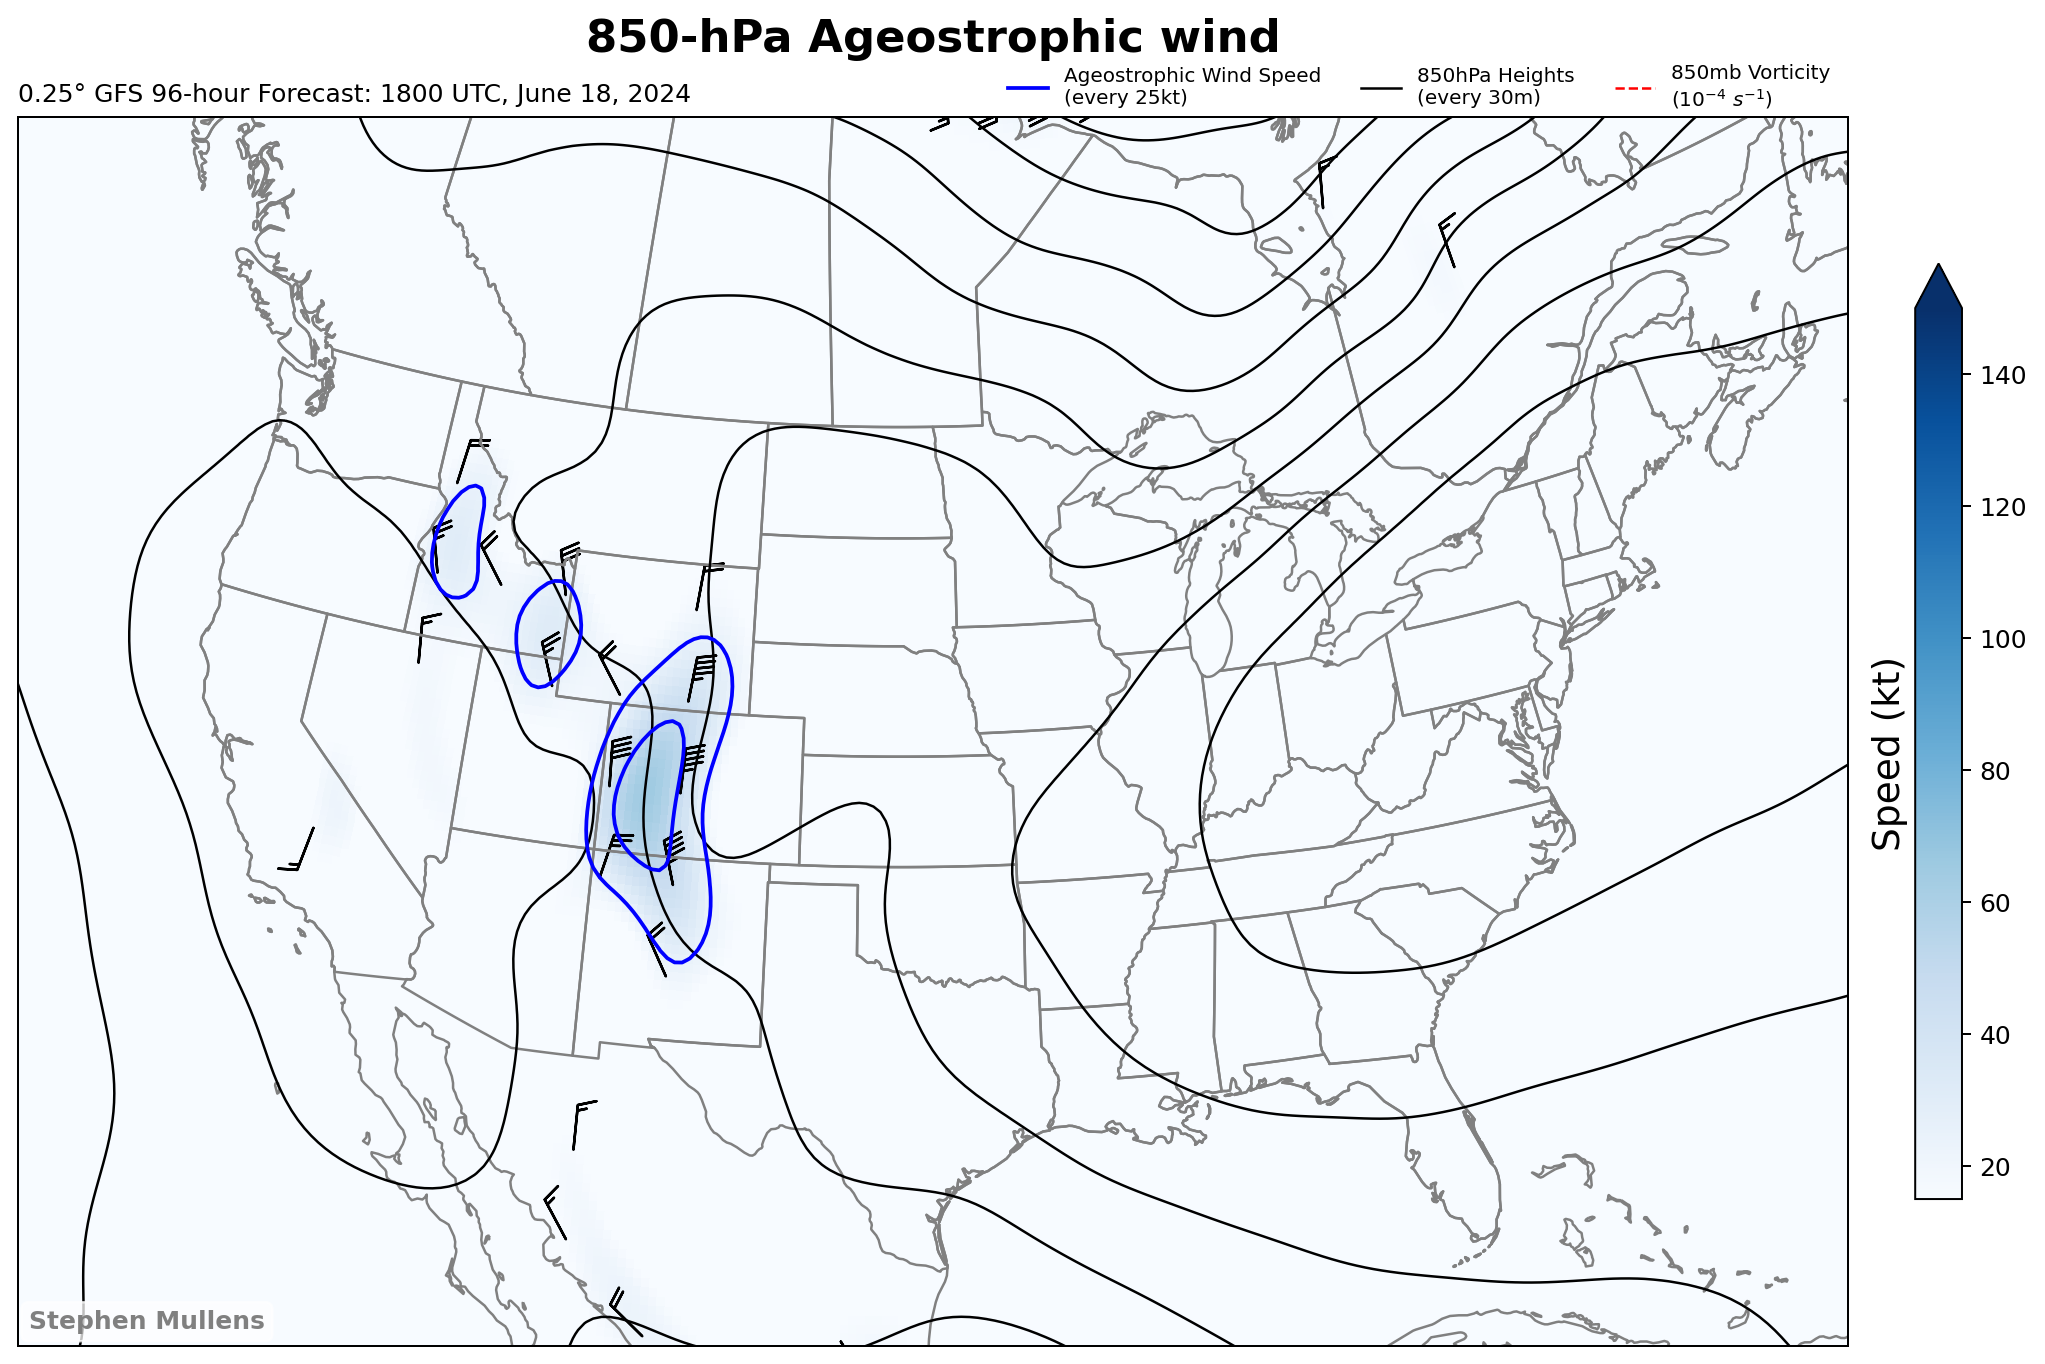 850-hPa Ageostrophic wind
0.25° GFS 96-hour Forecast: 1800 UTC, June 18, 2024
Ageostrophic Wind Speed
(every 25kt)
850hPa Heights
(every 30m)
850mb Vorticity
(10⁻⁴ s⁻¹)
140
120
100
80
60
40
20
Speed (kt)
Stephen Mullens